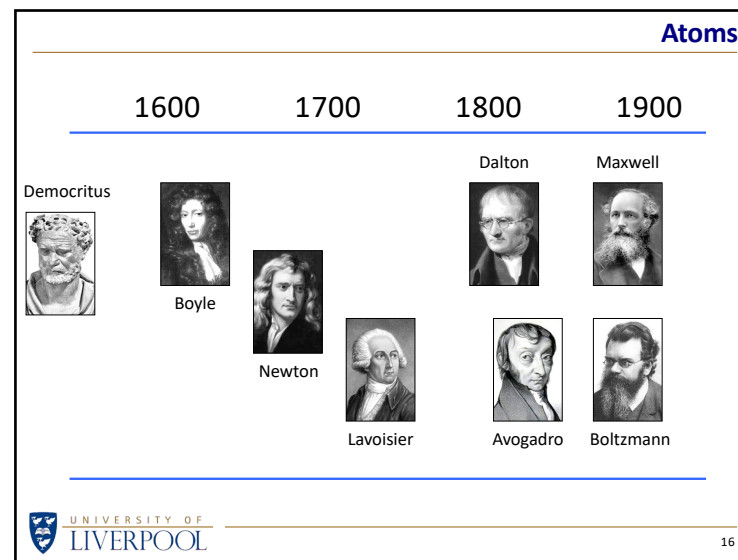 Atoms
1600 1700 1800 1900
Dalton Maxwell
Democritus
Boyle
Newton
Lavoisier Avogadro Boltzmann
UNIVERSITY OF
LIVERPOOL
16